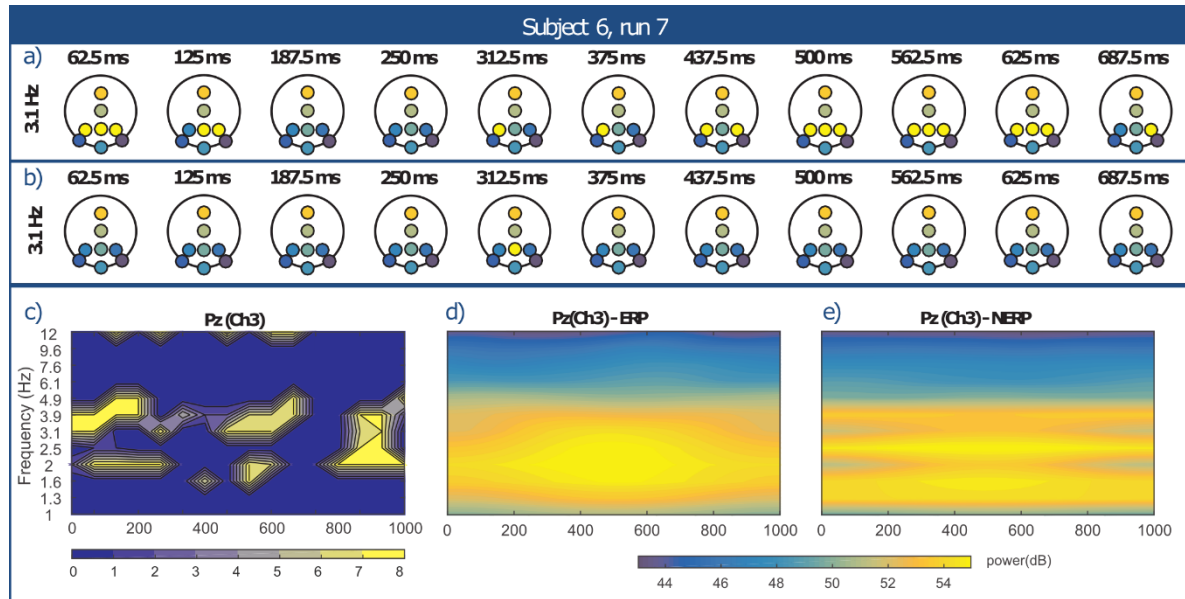 Subject 6, run 7
a)
62.5 ms 125 ms 187.5 ms 250 ms 312.5 ms 375 ms 437.5 ms 500 ms 562.5 ms 625 ms 687.5 ms
3.1 Hz
b)
62.5 ms 125 ms 187.5 ms 250 ms 312.5 ms 375 ms 437.5 ms 500 ms 562.5 ms 625 ms 687.5 ms
3.1 Hz
c)
Pz (Ch3)
Frequency (Hz)
12
9.6
7.6
6.1
4.9
3.9
3.1
2.5
2
1.6
1.3
1
0 200 400 600 800 1000
0 1 2 3 4 5 6 7 8
d)
Pz(Ch3) - ERP
0 200 400 600 800 1000
e)
Pz (Ch3) - NERP
0 200 400 600 800 1000
44 46 48 50 52 54
power(dB)